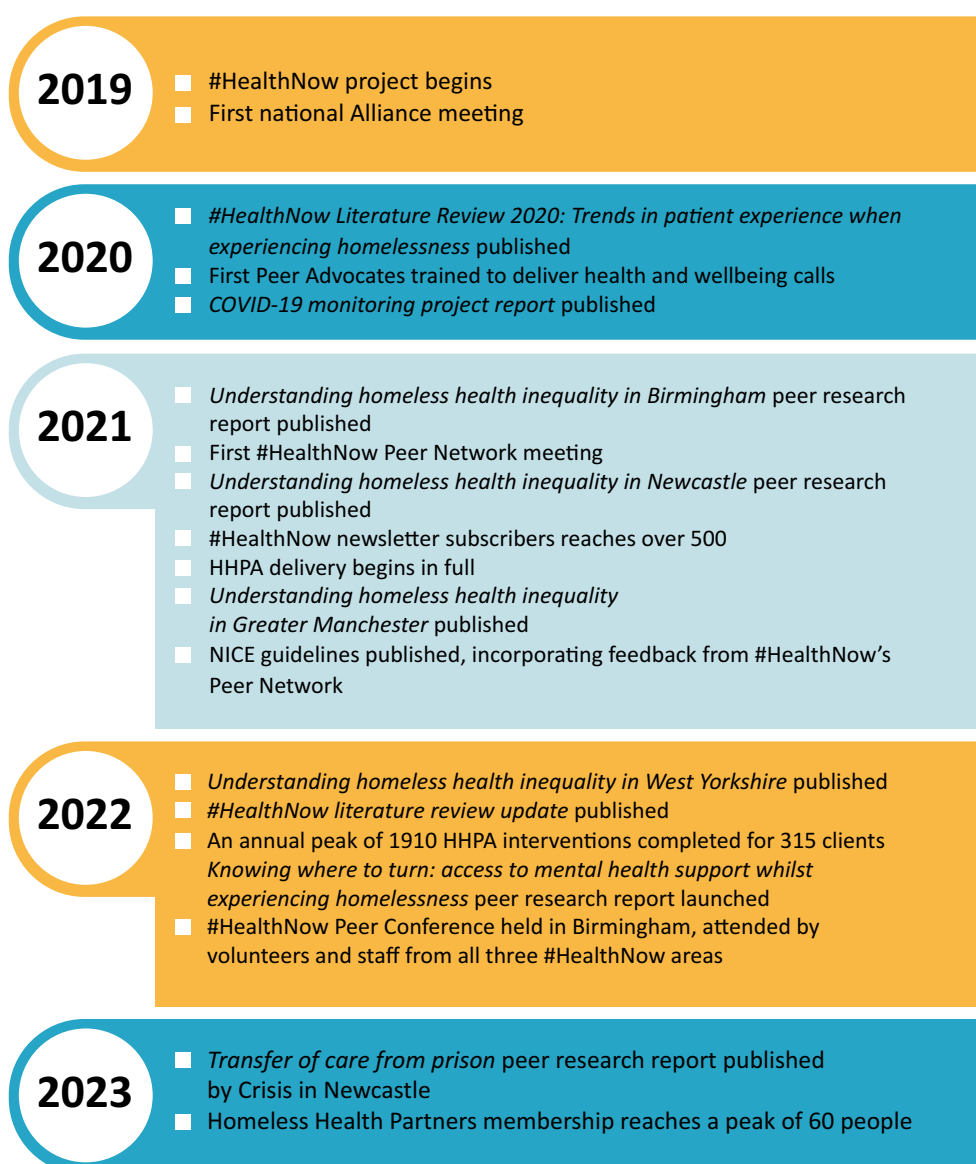 2019
#HealthNow project begins
First national Alliance meeting
2020
#HealthNow Literature Review 2020: Trends in patient experience when
experiencing homelessness published
First Peer Advocates trained to deliver health and wellbeing calls
COVID-19 monitoring project report published
2021
Understanding homeless health inequality in Birmingham peer research
report published
First #HealthNow Peer Network meeting
Understanding homeless health inequality in Newcastle peer research
report published
#HealthNow newsletter subscribers reaches over 500
HHPA delivery begins in full
Understanding homeless health inequality
in Greater Manchester published
NICE guidelines published, incorporating feedback from #HealthNow's
Peer Network
2022
Understanding homeless health inequality in West Yorkshire published
#HealthNow literature review update published
An annual peak of 1910 HHPA interventions completed for 315 clients
Knowing where to turn: access to mental health support whilst
experiencing homelessness peer research report launched
#HealthNow Peer Conference held in Birmingham, attended by
volunteers and staff from all three #HealthNow areas
2023
Transfer of care from prison peer research report published
by Crisis in Newcastle
Homeless Health Partners membership reaches a peak of 60 people